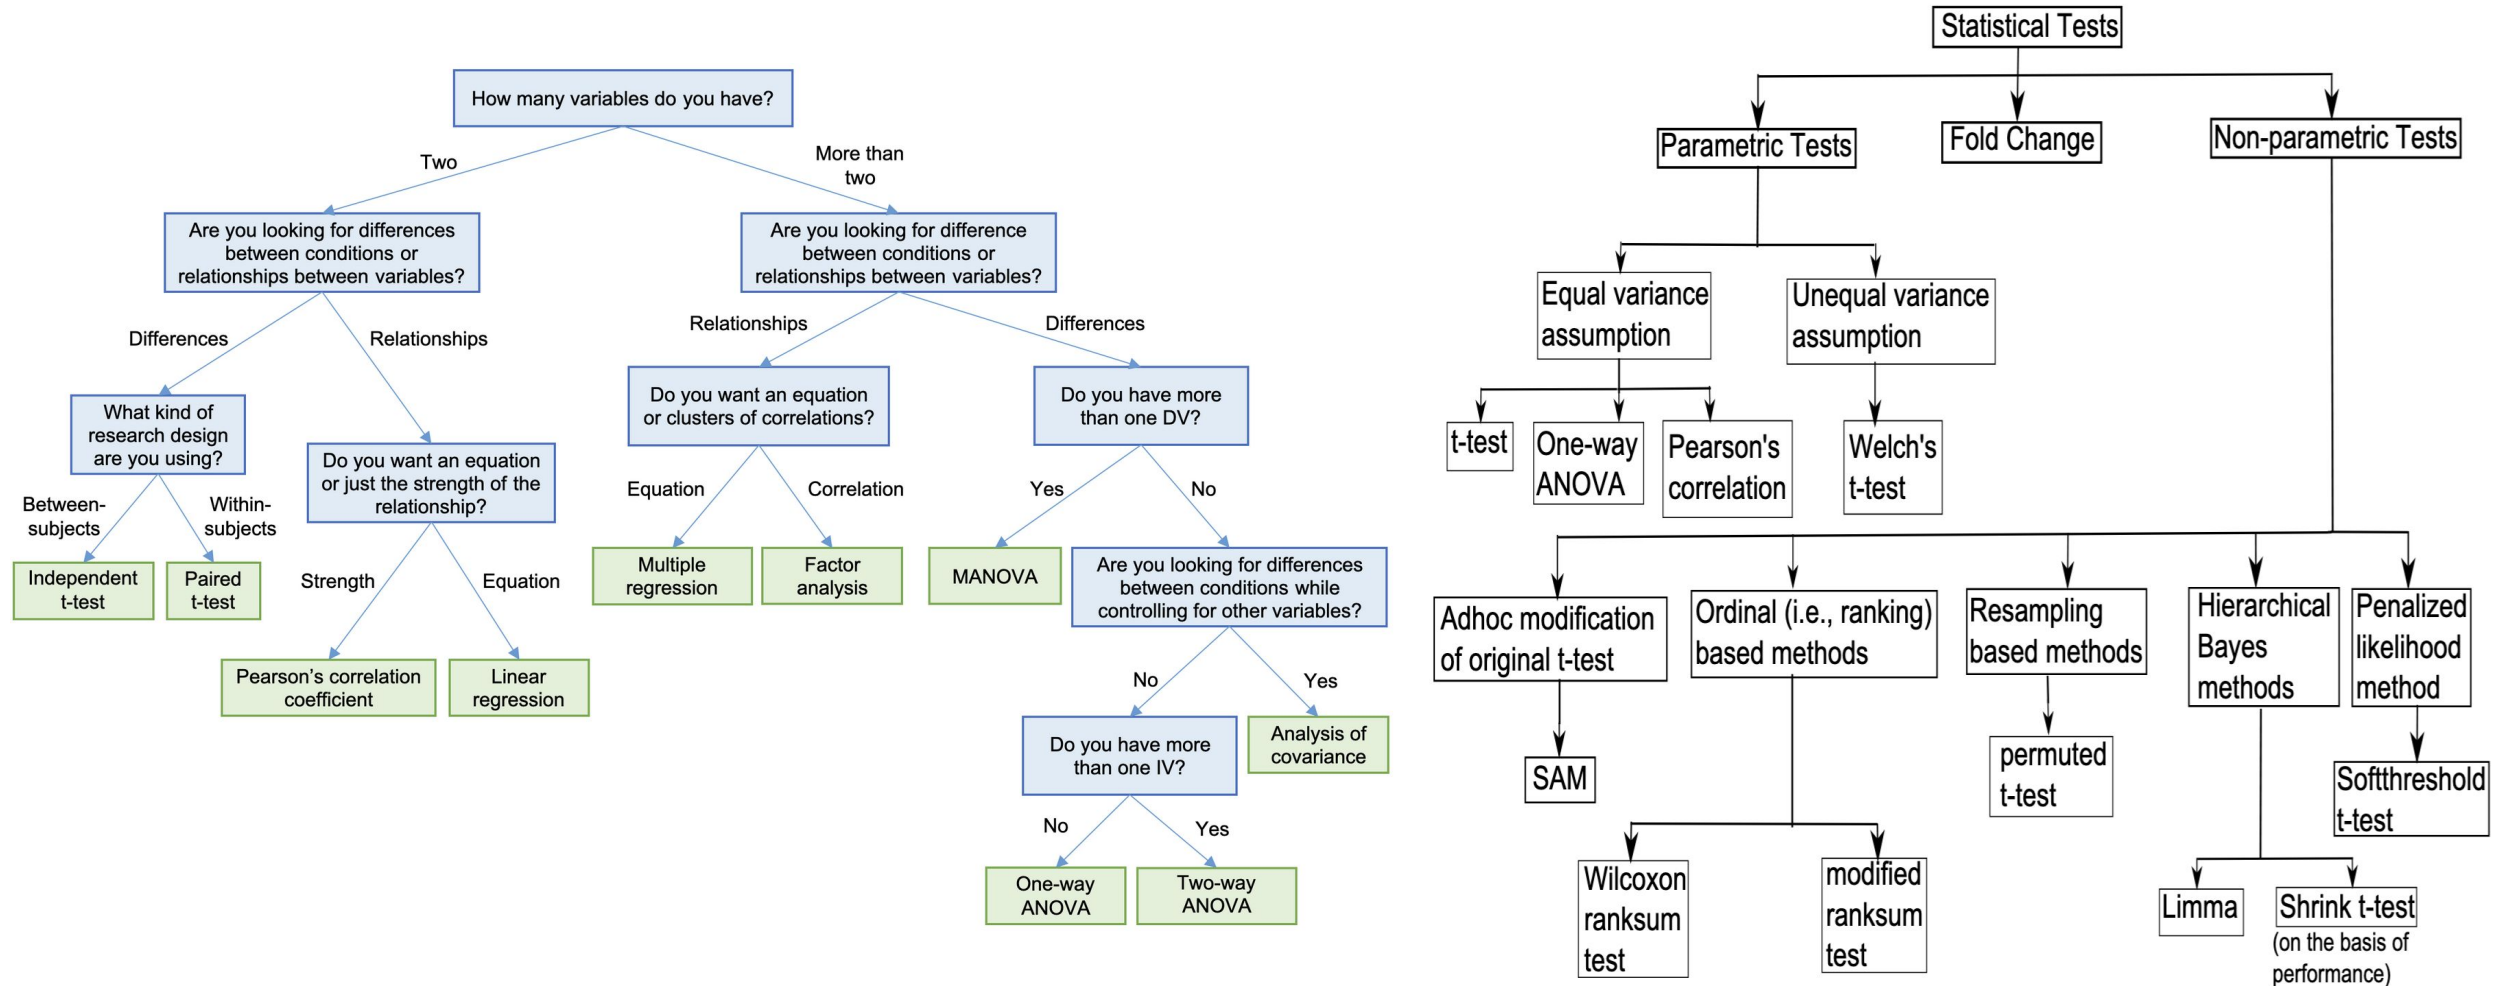 How many variables do you have?
Two
More than
two
Are you looking for differences
between conditions or
relationships between variables?
Are you looking for difference
between conditions or
relationships between variables?
Differences
Relationships
Relationships
Differences
What kind of
research design
are you using?
Do you want an equation
or just the strength of the
relationship?
Do you want an equation
or clusters of correlations?
Do you have more
than one DV?
Between-
subjects
Within-
subjects
Strength
Equation
Equation
Correlation
Yes
No
Independent
t-test
Paired
t-test
Pearson’s correlation
coefficient
Linear
regression
Multiple
regression
Factor
analysis
MANOVA
Are you looking for differences
between conditions while
controlling for other variables?
No
Yes
Do you have more
than one IV?
Analysis of
covariance
No
Yes
One-way
ANOVA
Two-way
ANOVA
Statistical Tests
Parametric Tests
Fold Change
Non-parametric Tests
Equal variance
assumption
Unequal variance
assumption
t-test
One-way
ANOVA
Pearson's
correlation
Welch's
t-test
Adhoc modification
of original t-test
Ordinal (i.e., ranking)
based methods
Resampling
based methods
Hierarchical
Bayes
methods
Penalized
likelihood
method
SAM
permuted
t-test
Softthreshold
t-test
Wilcoxon
ranksum
test
modified
ranksum
test
Limma
Shrink t-test
(on the basis of
performance)